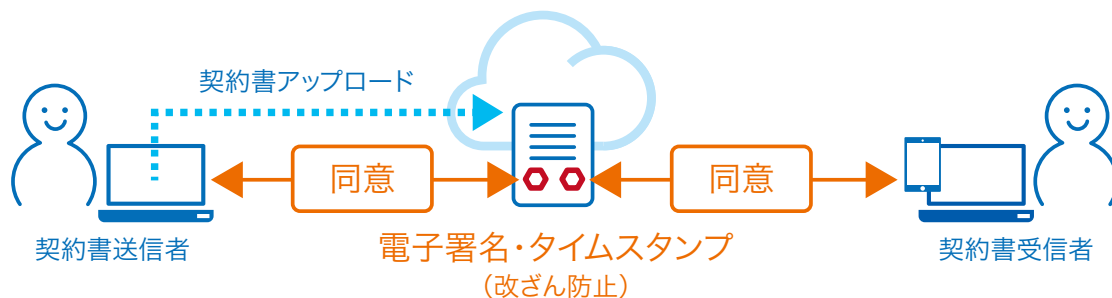 契約書アップロード
同意
同意
契約書送信者
電子署名・タイムスタンプ
（改ざん防止）
契約書受信者